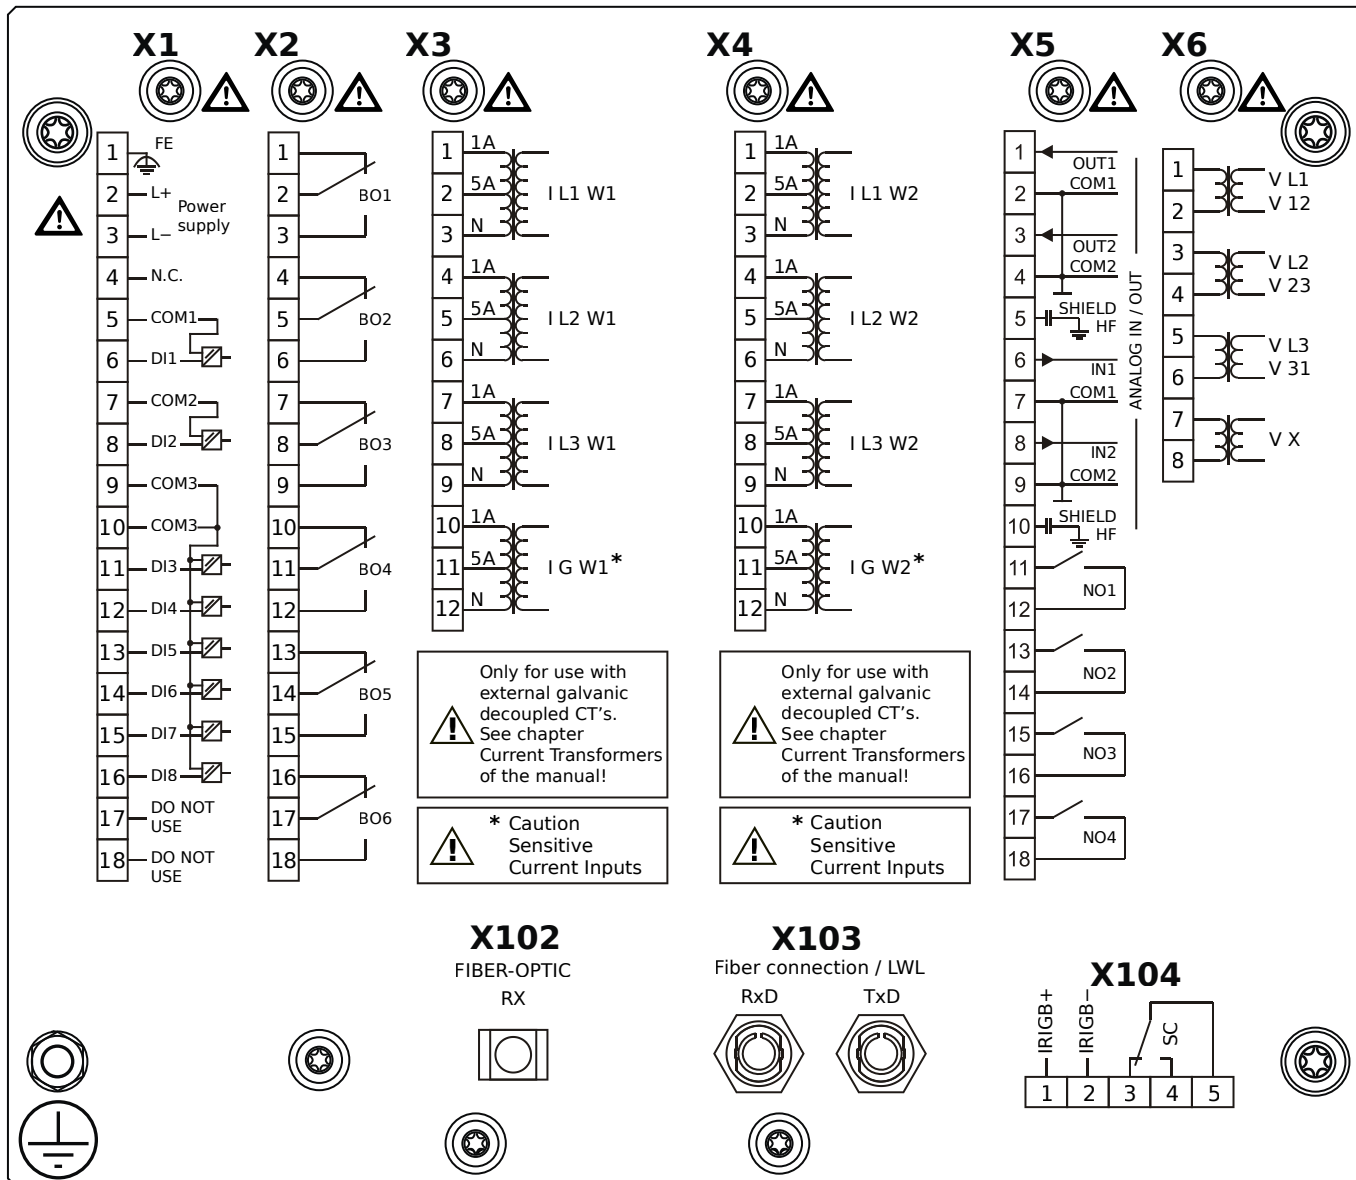 X1
X2
X3
X4
X5
X6
1 FE
2 L+
Power
supply
3 L−
4 N.C.
5 COM1
6 DI1
7 COM2
8 DI2
9 COM3
10 COM3
11 DI3
12 DI4
13 DI5
14 DI6
15 DI7
16 DI8
17 DO NOT
USE
18 DO NOT
USE
1
2 BO1
3
4
5 BO2
6
7
8 BO3
9
10
11 BO4
12
13
14 BO5
15
16
17 BO6
18
1 1A
2 5A I L1 W1
3 N
4 1A
5 5A I L2 W1
6 N
7 1A
8 5A I L3 W1
9 N
10 1A
11 5A I G W1*
12 N
Only for use with
external galvanic
decoupled CT's.
See chapter
Current Transformers
of the manual!
* Caution
Sensitive
Current Inputs
1 1A
2 5A I L1 W2
3 N
4 1A
5 5A I L2 W2
6 N
7 1A
8 5A I L3 W2
9 N
10 1A
11 5A I G W2*
12 N
Only for use with
external galvanic
decoupled CT's.
See chapter
Current Transformers
of the manual!
* Caution
Sensitive
Current Inputs
1 OUT1
2 COM1
3 OUT2
4 COM2
5 SHIELD
HF
6 IN1
7 COM1
8 IN2
9 COM2
10 SHIELD
HF
ANALOG IN / OUT
11
NO1
12
13
NO2
14
15
NO3
16
17
NO4
18
1 V L1
2 V 12
3 V L2
4 V 23
5 V L3
6 V 31
7
V X
8
X102
FIBER-OPTIC
RX
X103
Fiber connection / LWL
RxD TxD
X104
IRIGB+
IRIGB−
SC
1 2 3 4 5